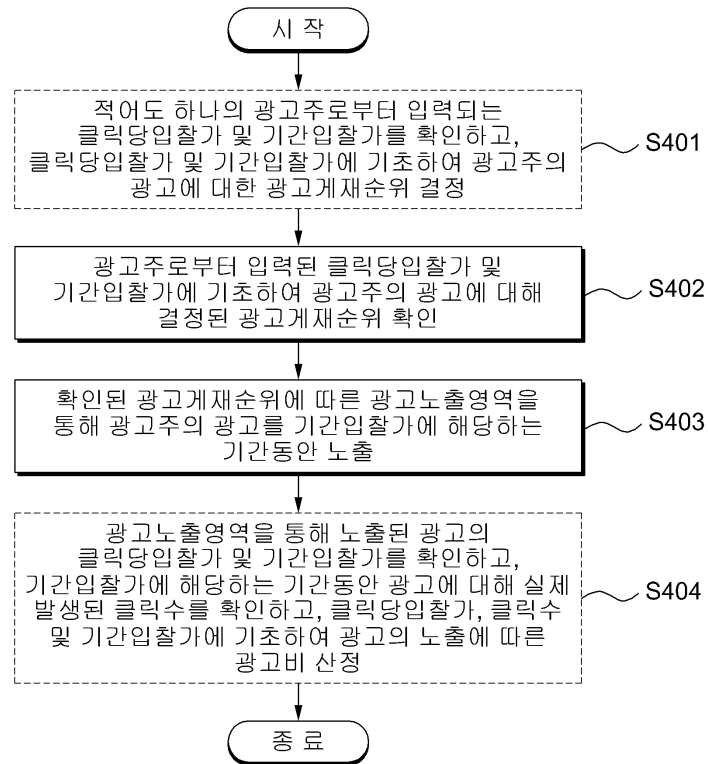 시 작
적어도 하나의 광고주로부터 입력되는
클릭당입찰가 및 기간입찰가를 확인하고,
클릭당입찰가 및 기간입찰가에 기초하여 광고주의
광고에 대한 광고게재순위 결정
S401
광고주로부터 입력된 클릭당입찰가 및
기간입찰가에 기초하여 광고주의 광고에 대해
결정된 광고게재순위 확인
S402
확인된 광고게재순위에 따른 광고노출영역을
통해 광고주의 광고를 기간입찰가에 해당하는
기간동안 노출
S403
광고노출영역을 통해 노출된 광고의
클릭당입찰가 및 기간입찰가를 확인하고,
기간입찰가에 해당하는 기간동안 광고에 대해 실제
발생된 클릭수를 확인하고, 클릭당입찰가, 클릭수
및 기간입찰가에 기초하여 광고의 노출에 따른
광고비 산정
S404
종 료